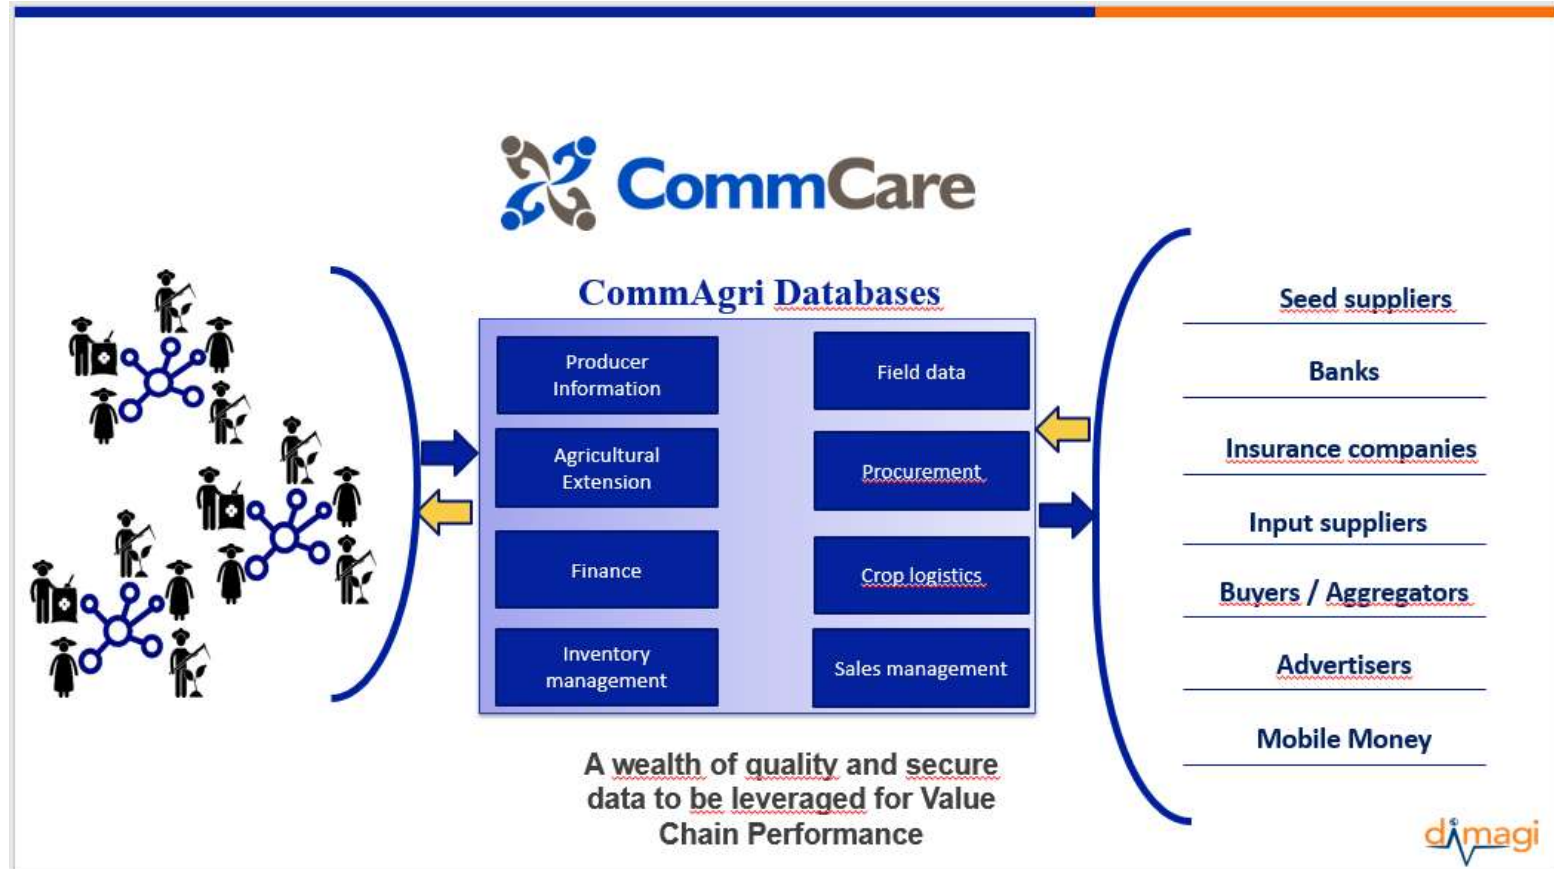 CommCare
CommAgri Databases
Producer
Information
Agricultural
Extension
Finance
Inventory
management
Field data
Procurement
Crop logistics
Sales management
A wealth of quality and secure
data to be leveraged for Value
Chain Performance
Seed suppliers
Banks
Insurance companies
Input suppliers
Buyers / Aggregators
Advertisers
Mobile Money
dimagi